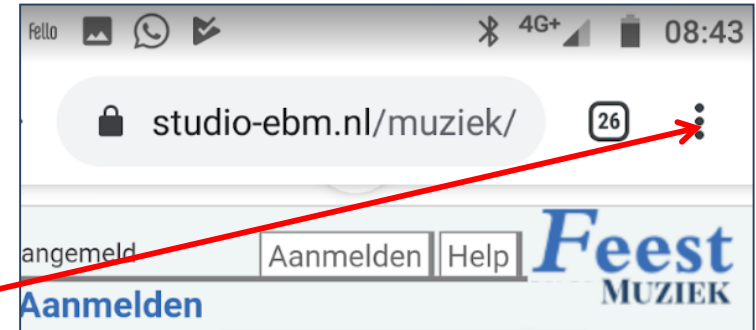 fello 4G+ 08:43
studio-ebm.nl/muziek/ 26
angemeld Aanmelden Help Feest
MUZIEK
Aanmelden